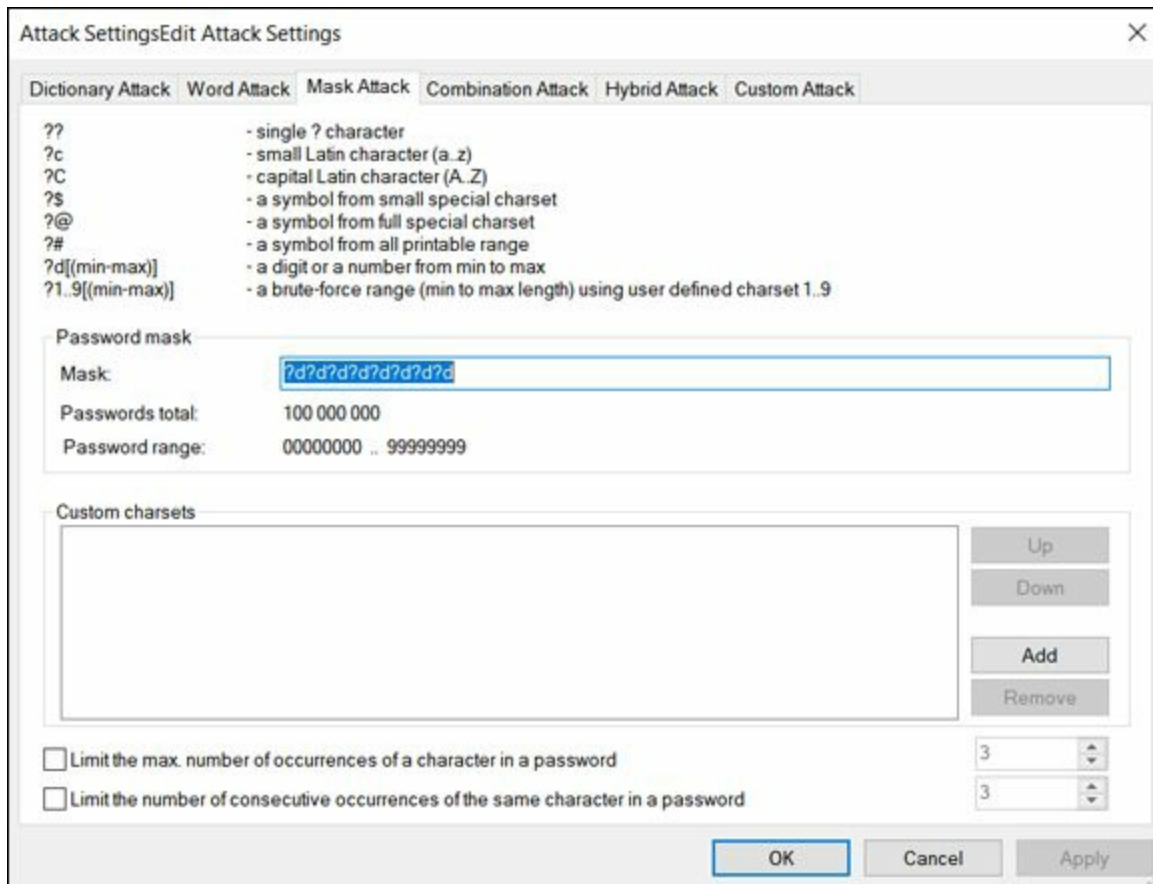 Attack SettingsEdit Attack Settings
Dictionary Attack Word Attack Mask Attack Combination Attack Hybrid Attack Custom Attack
?? - single ? character
?c - small Latin character (a..z)
?C - capital Latin character (A..Z)
?$ - a symbol from small special charset
?@ - a symbol from full special charset
?# - a symbol from all printable range
?d[(min-max)] - a digit or a number from min to max
?1..9[(min-max)] - a brute-force range (min to max length) using user defined charset 1..9
Password mask
Mask: ?d?d?d?d?d?d?d?d
Passwords total: 100 000 000
Password range: 00000000 .. 99999999
Custom charsets
Up
Down
Add
Remove
Limit the max. number of occurrences of a character in a password 3
Limit the number of consecutive occurrences of the same character in a password 3
OK Cancel Apply